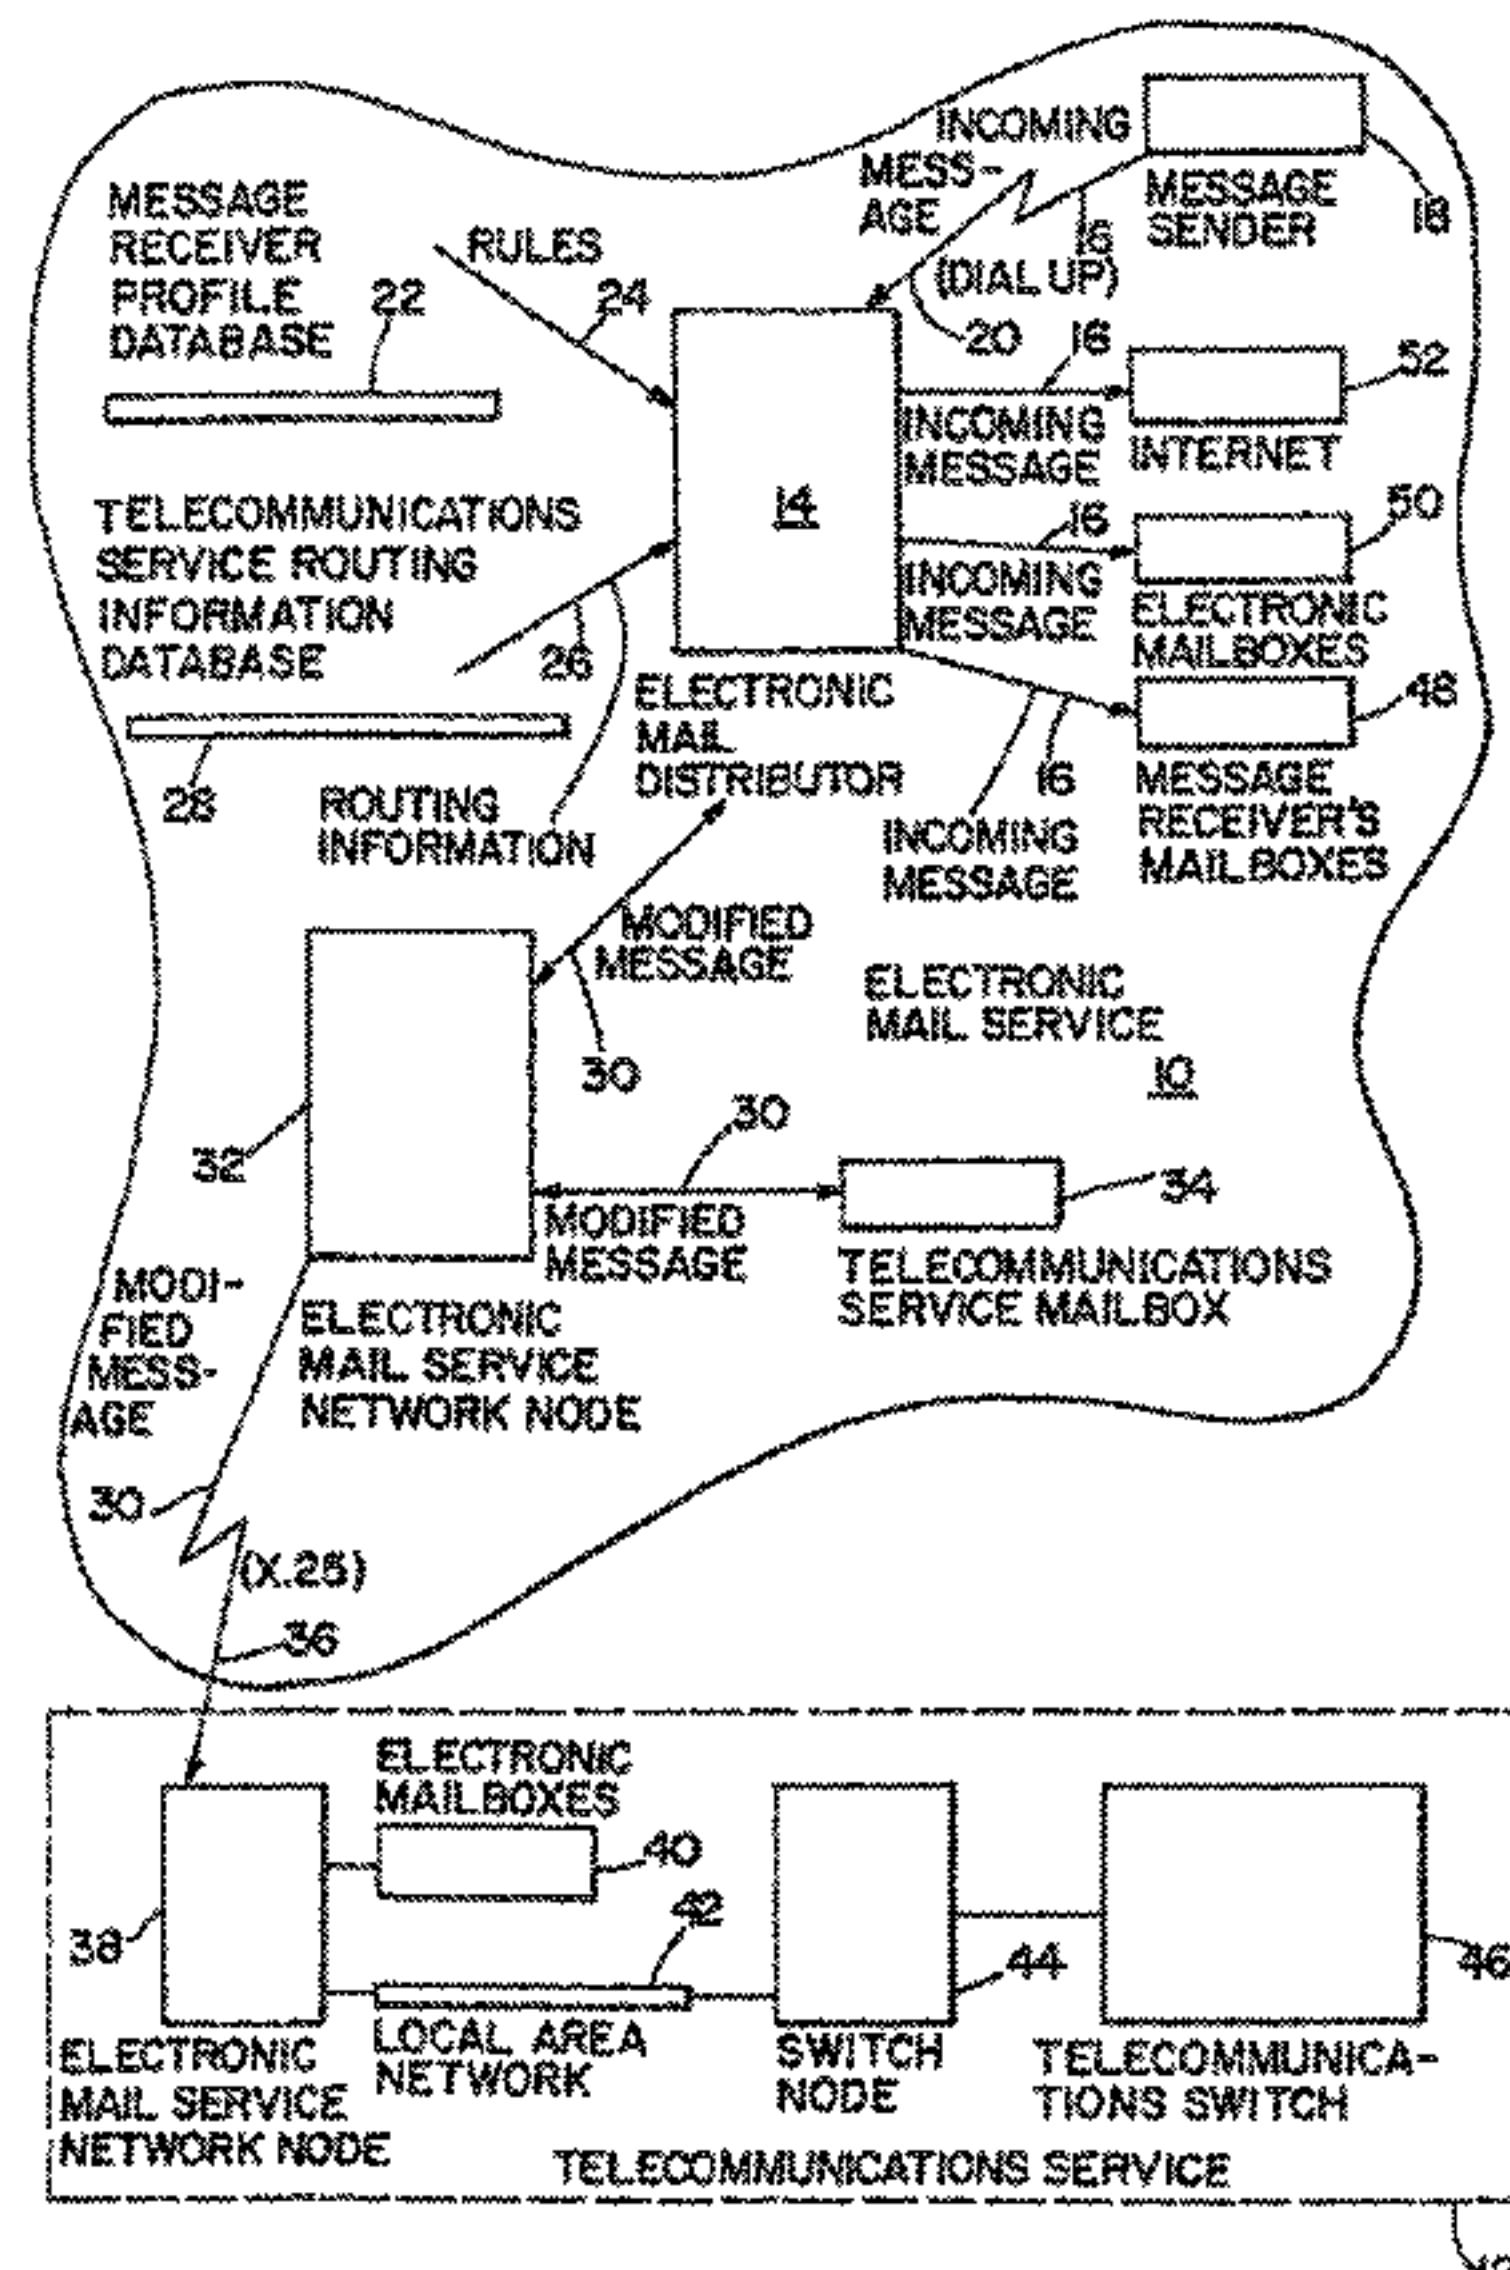 INCOMING
MESS-
AGE
MESSAGE
SENDER
18
16
(DIAL UP)
20
MESSAGE
RECEIVER
PROFILE
DATABASE
22
RULES
24
16
52
INCOMING
MESSAGE
INTERNET
14
16
50
INCOMING
MESSAGE
ELECTRONIC
MAILBOXES
TELECOMMUNICATIONS
SERVICE ROUTING
INFORMATION
DATABASE
26
28
ROUTING
INFORMATION
ELECTRONIC
MAIL
DISTRIBUTOR
48
16
INCOMING
MESSAGE
MESSAGE
RECEIVER'S
MAILBOXES
MODIFIED
MESSAGE
30
ELECTRONIC
MAIL SERVICE
10
32
30
MODIFIED
MESSAGE
34
TELECOMMUNICATIONS
SERVICE MAILBOX
MODI-
FIED
MESS-
AGE
ELECTRONIC
MAIL SERVICE
NETWORK NODE
30
(X.25)
36
ELECTRONIC
MAILBOXES
40
42
38
44
46
ELECTRONIC
MAIL SERVICE
NETWORK NODE
LOCAL AREA
NETWORK
SWITCH
NODE
TELECOMMUNICA-
TIONS SWITCH
TELECOMMUNICATIONS SERVICE